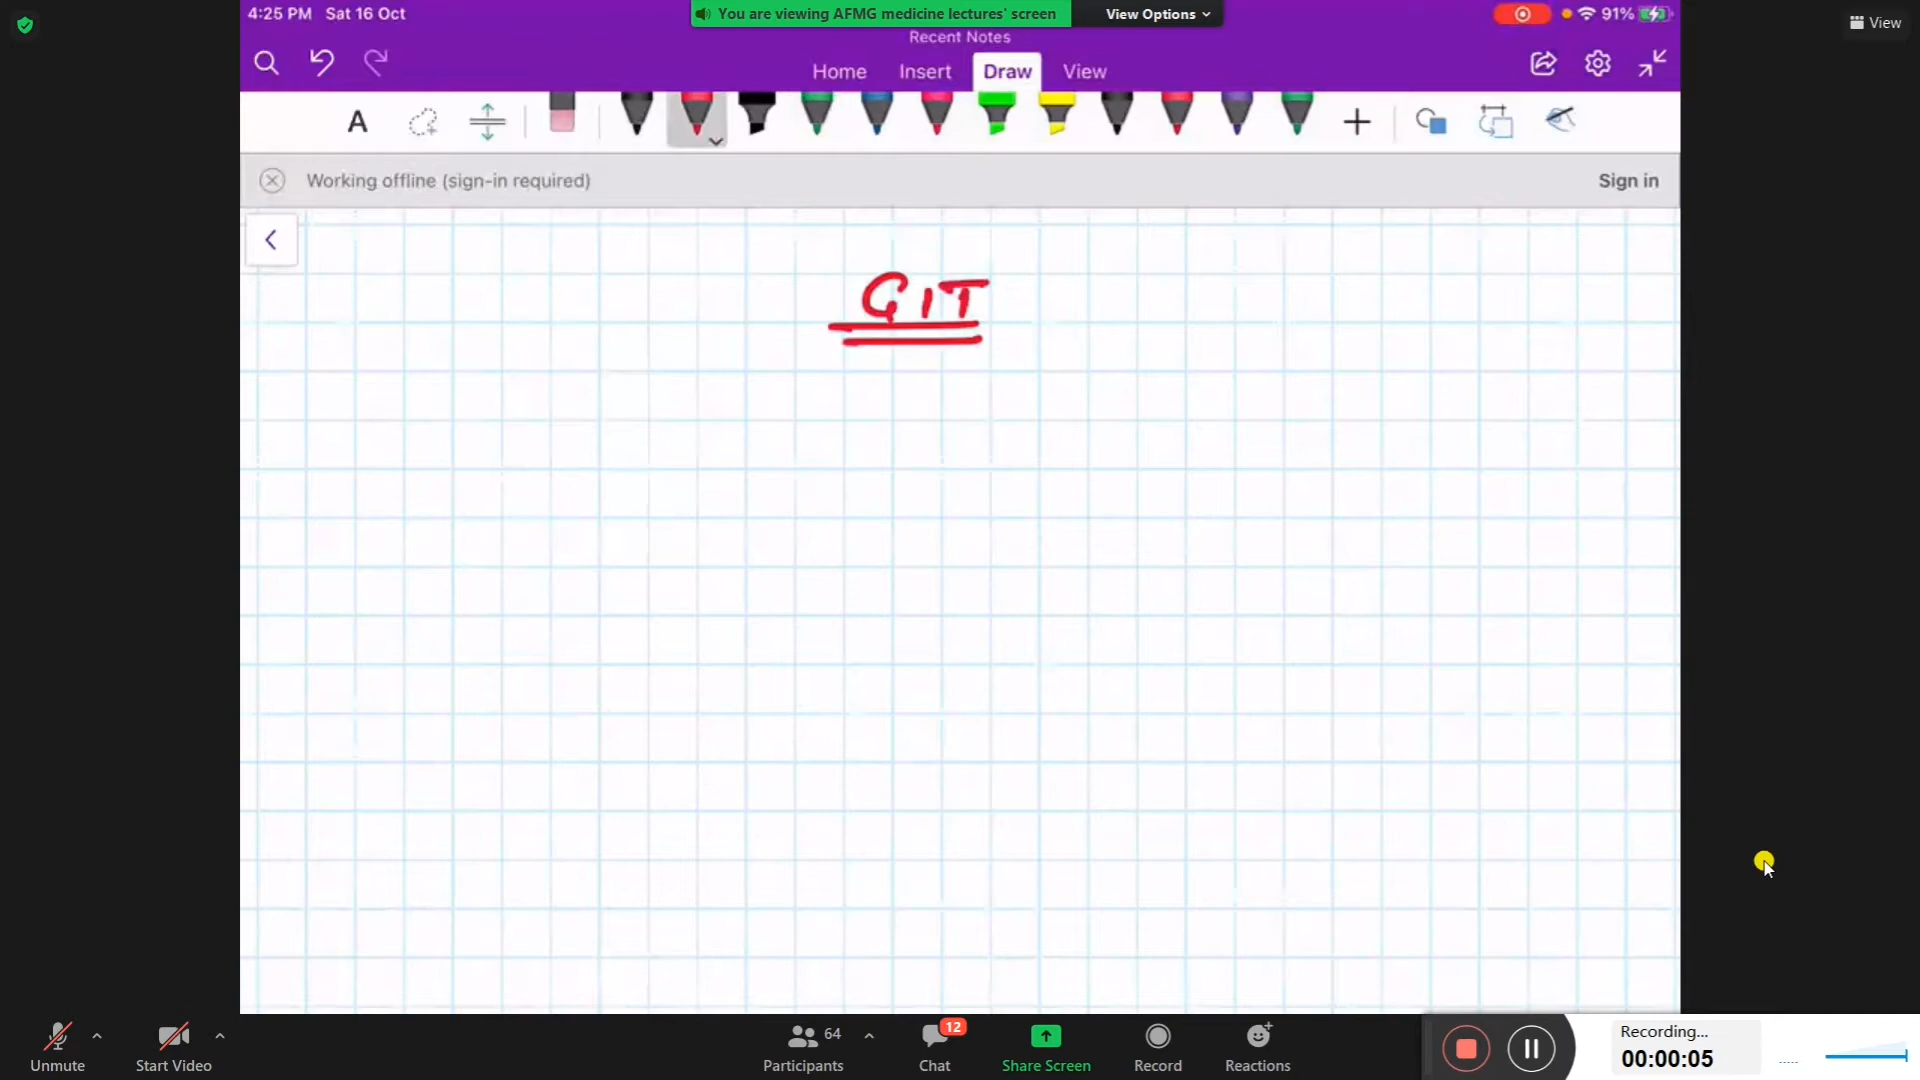 4:25 PM Sat 16 Oct
You are viewing AFMG medicine lectures' screen
View Options
91%
View
Recent Notes
Home Insert Draw View
A
Working offline (sign-in required)
Sign in
GIT
Unmute
Start Video
64
Participants
12
Chat
Share Screen
Record
Reactions
Recording...
00:00:05